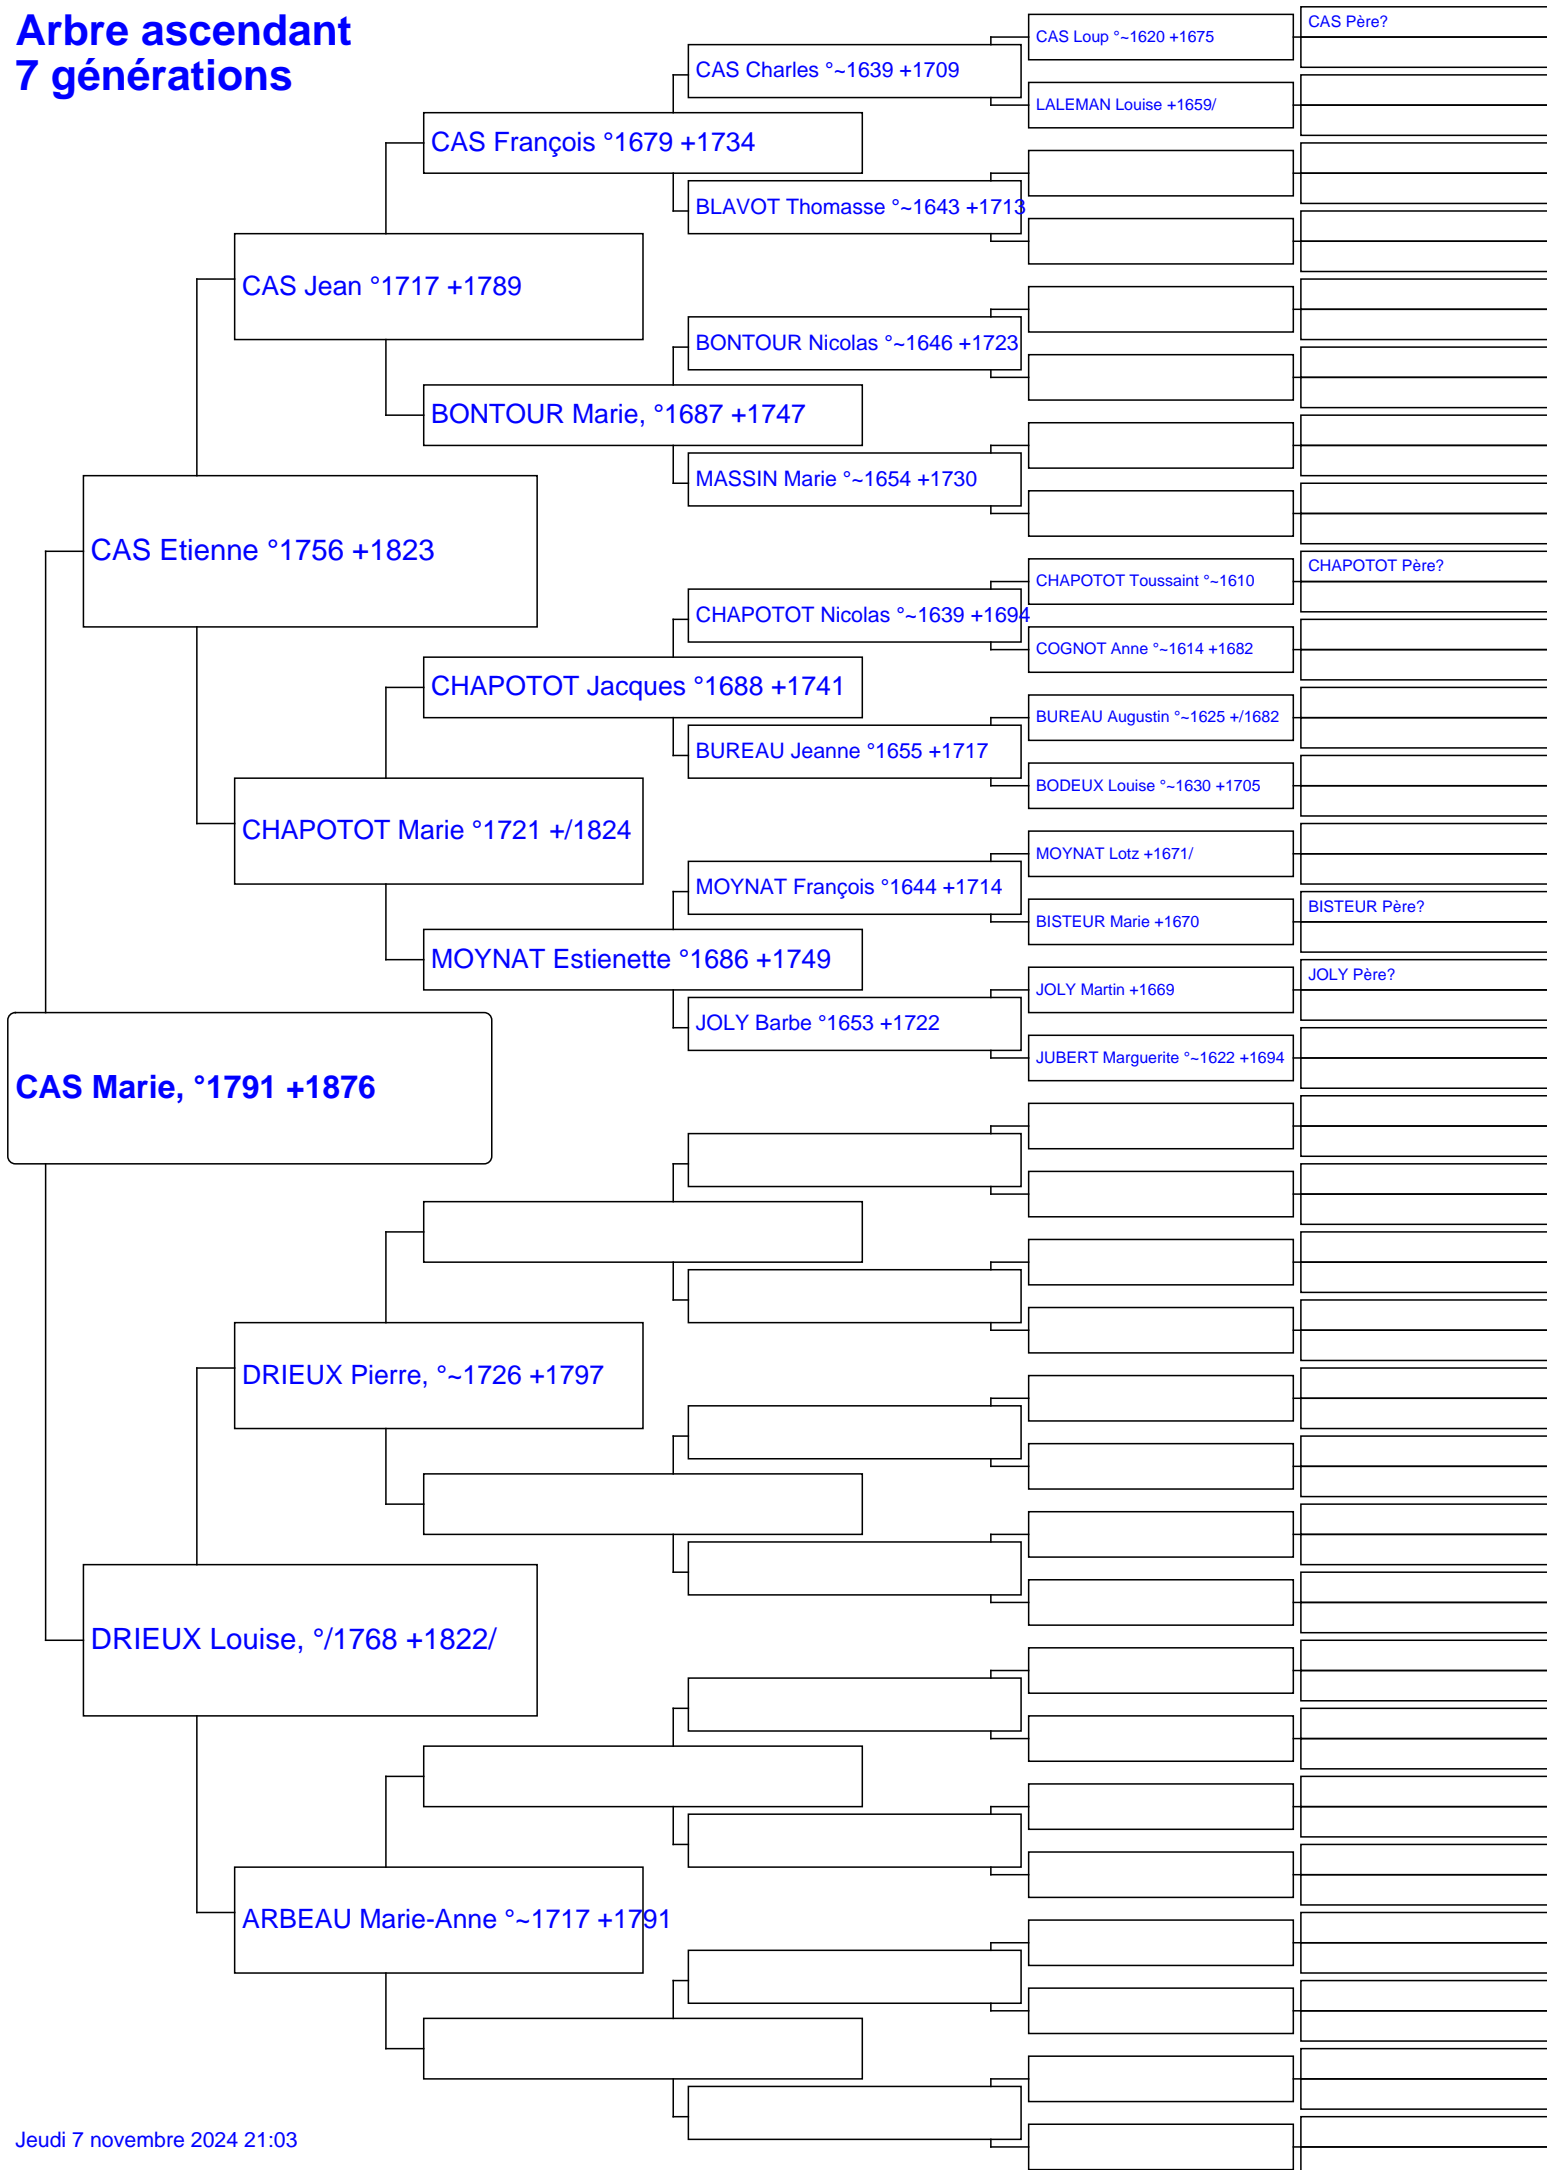 Arbre ascendant
7 générations
CAS Père?
CAS Loup °~1620 +1675
CAS Charles °~1639 +1709
LALEMAN Louise +1659/
CAS François °1679 +1734
BLAVOT Thomasse °~1643 +1713
CAS Jean °1717 +1789
BONTOUR Nicolas °~1646 +1723
BONTOUR Marie, °1687 +1747
MASSIN Marie °~1654 +1730
CAS Etienne °1756 +1823
CHAPOTOT Père?
CHAPOTOT Toussaint °~1610
CHAPOTOT Nicolas °~1639 +1694
COGNOT Anne °~1614 +1682
CHAPOTOT Jacques °1688 +1741
BUREAU Augustin °~1625 +/1682
BUREAU Jeanne °1655 +1717
BODEUX Louise °~1630 +1705
CHAPOTOT Marie °1721 +/1824
MOYNAT Lotz +1671/
MOYNAT François °1644 +1714
BISTEUR Père?
BISTEUR Marie +1670
MOYNAT Estienette °1686 +1749
JOLY Père?
JOLY Martin +1669
JOLY Barbe °1653 +1722
JUBERT Marguerite °~1622 +1694
CAS Marie, °1791 +1876
DRIEUX Pierre, °~1726 +1797
DRIEUX Louise, °/1768 +1822/
ARBEAU Marie-Anne °~1717 +1791
Jeudi 7 novembre 2024 21:03